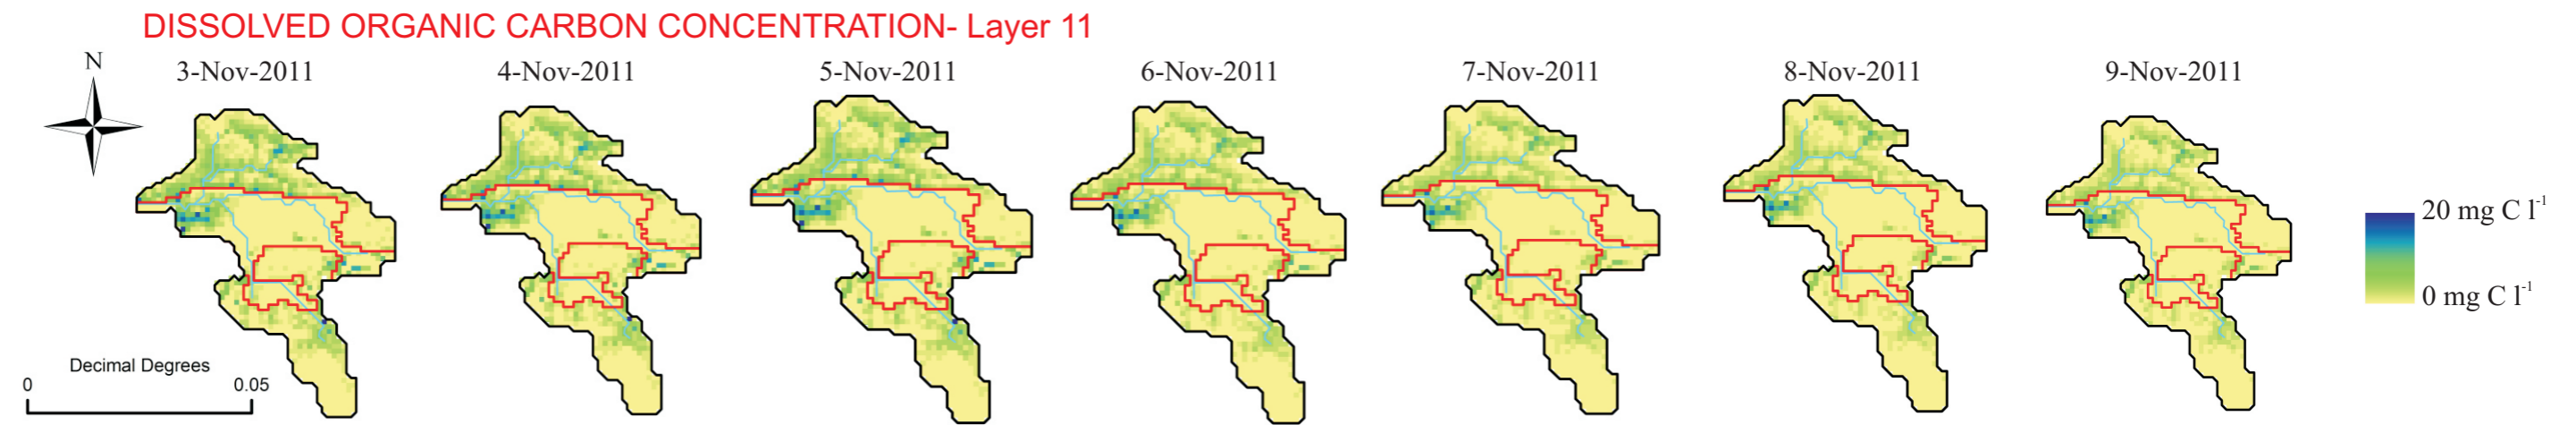 DISSOLVED ORGANIC CARBON CONCENTRATION- Layer 11
N
3-Nov-2011 4-Nov-2011 5-Nov-2011 6-Nov-2011 7-Nov-2011 8-Nov-2011 9-Nov-2011
20 mg C l⁻¹
0 mg C l⁻¹
Decimal Degrees
0 0.05